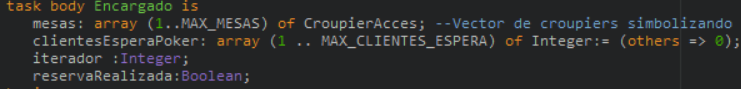 task body Encargado is
mesas: array (1..MAX_MESAS) of CroupierAcces; --Vector de croupiers simbolizando
clientesEsperaPoker: array (1 .. MAX_CLIENTES_ESPERA) of Integer:= (others => 0);
iterador :Integer;
reservaRealizada:Boolean;